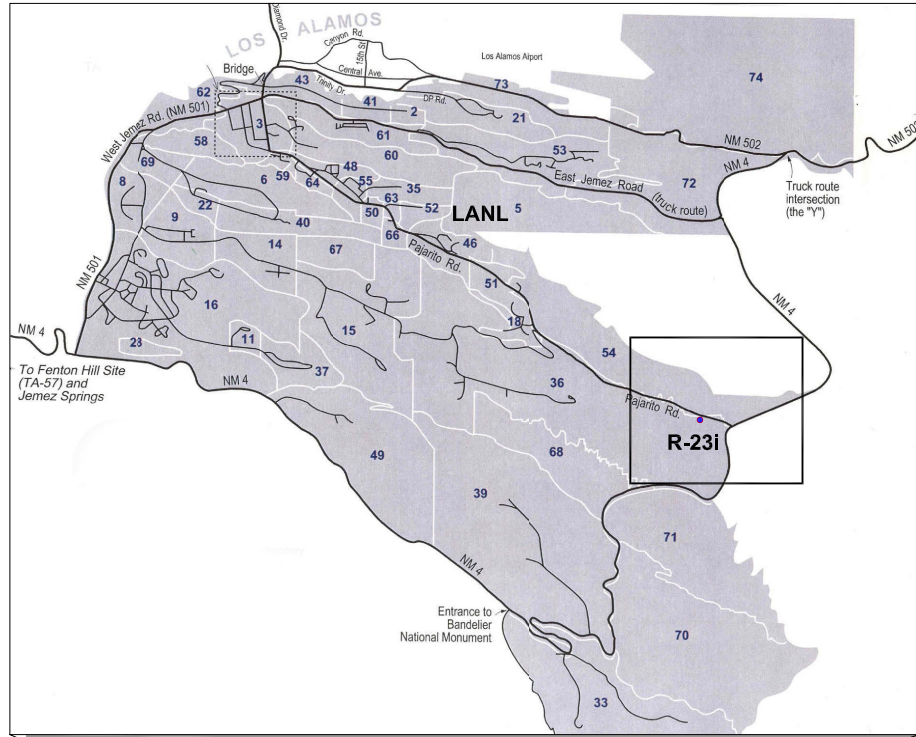 LOS ALAMOS
Diamond Dr.
Canyon Rd.
15th St.
Central Ave.
Los Alamos Aiport
Bridge
Trinity Dr.
DP Rd.
43
41
2
73
21
74
62
West Jemez Rd. (NM 501)
3
61
53
NM 502
NM 502
NM 4
58
60
East Jemez Road
(truck route)
72
Truck route
intersection
(the "Y")
69
8
6
59
64
48
55
35
63
52
50
LANL
5
22
9
40
66
46
14
67
Pajarito Rd.
51
NM 501
16
18
NM 4
15
54
NM 4
28
11
To Fenton Hill Site
(TA-57) and
Jemez Springs
37
36
NM 4
Pajarito Rd.
R-23i
68
49
39
71
NM 4
Entrance to
Bandelier
National Monument
70
33